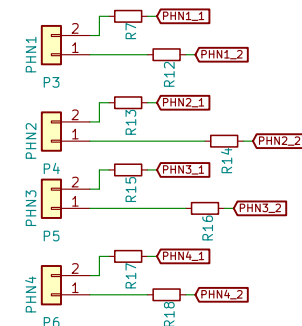 PHN1
2
1
R7
PHN1_1
R12
PHN1_2
P3
PHN2
2
1
R13
PHN2_1
R14
PHN2_2
P4
PHN3
2
1
R15
PHN3_1
R16
PHN3_2
P5
PHN4
2
1
R17
PHN4_1
R18
PHN4_2
P6